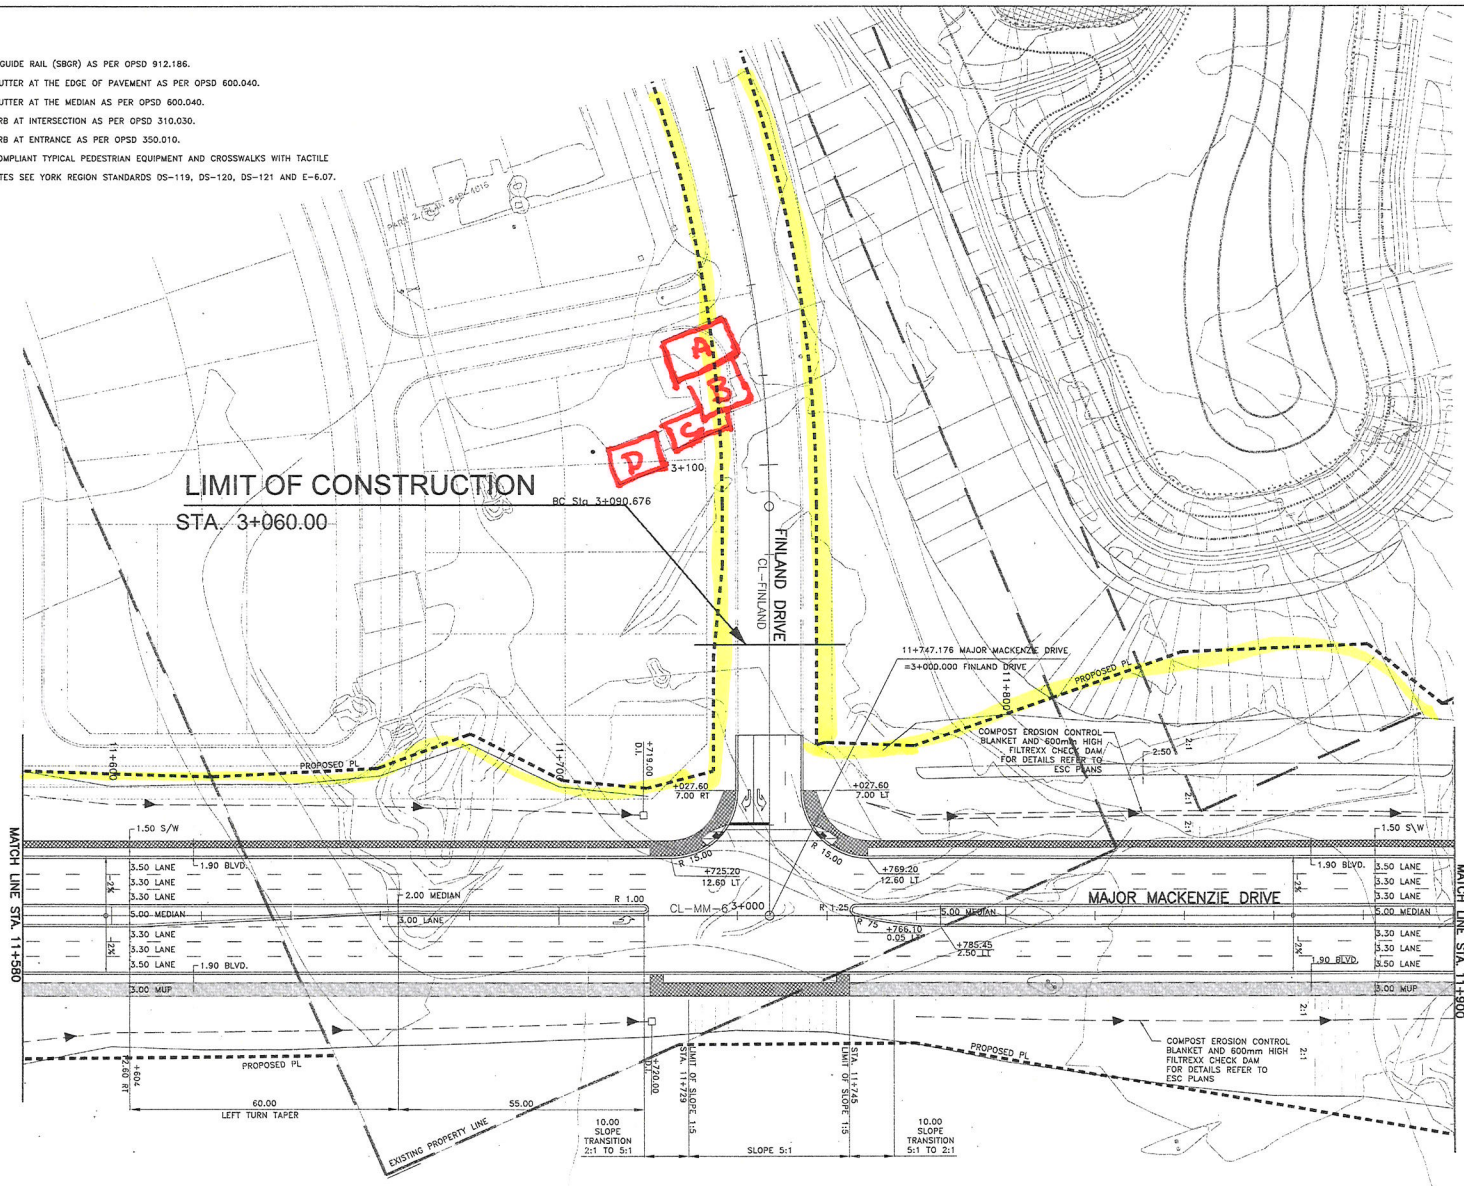 GUIDE RAIL (SBGR) AS PER OPSD 912.186.
UTTER AT THE EDGE OF PAVEMENT AS PER OPSD 600.040.
UTTER AT THE MEDIAN AS PER OPSD 600.040.
RB AT INTERSECTION AS PER OPSD 310.030.
RB AT ENTRANCE AS PER OPSD 350.010.
OMPLIANT TYPICAL PEDESTRIAN EQUIPMENT AND CROSSWALKS WITH TACTILE
TES SEE YORK REGION STANDARDS DS-119, DS-120, DS-121 AND E-6.07.
A
B
C
D
3+100
LIMIT OF CONSTRUCTION
STA. 3+060.00
BC Sta 3+090.676
FINLAND DRIVE
CL-FINLAND
11+747.176 MAJOR MACKENZIE DRIVE
=3+000.000 FINLAND DRIVE
PROPOSED PL
11+800
COMPOST EROSION CONTROL
BLANKET AND 600mm HIGH
FILTREXX CHECK DAM
FOR DETAILS REFER TO
ESC PLANS
2:50
2:1
2:1
2:1
11+600
PROPOSED PL
11+700
D.I.
+719.00
+027.60
7.00 RT
+027.60
7.00 LT
MATCH LINE STA. 11+580
1.50 S/W
1.90 BLVD.
3.50 LANE
3.30 LANE
3.30 LANE
5.00 MEDIAN
3.30 LANE
3.30 LANE
3.50 LANE
1.90 BLVD.
3.00 MUP
-2%
-2%
2.00 MEDIAN
3.00 LANE
R 1.00
R 15.00
+725.20
12.60 LT
R 15.00
+769.20
12.60 LT
CL-MM-6
3+000
R 1.25
R 75
+766.10
0.05 LT
+785.45
2.50 LT
5.00 MEDIAN
MAJOR MACKENZIE DRIVE
1.50 S/W
1.90 BLVD.
3.50 LANE
3.30 LANE
3.30 LANE
5.00 MEDIAN
3.30 LANE
3.30 LANE
3.50 LANE
1.90 BLVD.
3.00 MUP
-2%
-2%
MATCH LINE STA. 11+900
PROPOSED PL
+604
2.60 RT
60.00
LEFT TURN TAPER
55.00
EXISTING PROPERTY LINE
+720.00
D.I.
STA. 11+729
LIMIT OF SLOPE 1:5
STA. 11+745
LIMIT OF SLOPE 1:5
10.00
SLOPE
TRANSITION
2:1 TO 5:1
SLOPE 5:1
10.00
SLOPE
TRANSITION
5:1 TO 2:1
PROPOSED PL
COMPOST EROSION CONTROL
BLANKET AND 600mm HIGH
FILTREXX CHECK DAM
FOR DETAILS REFER TO
ESC PLANS
2:1
2:1